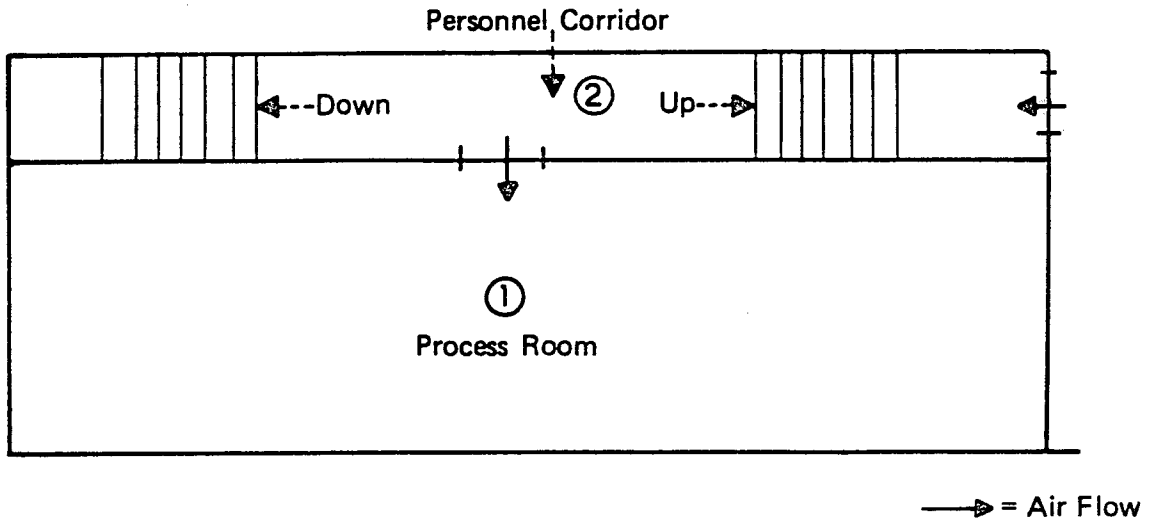 Personnel Corridor
Down
2
Up
1
Process Room
= Air Flow